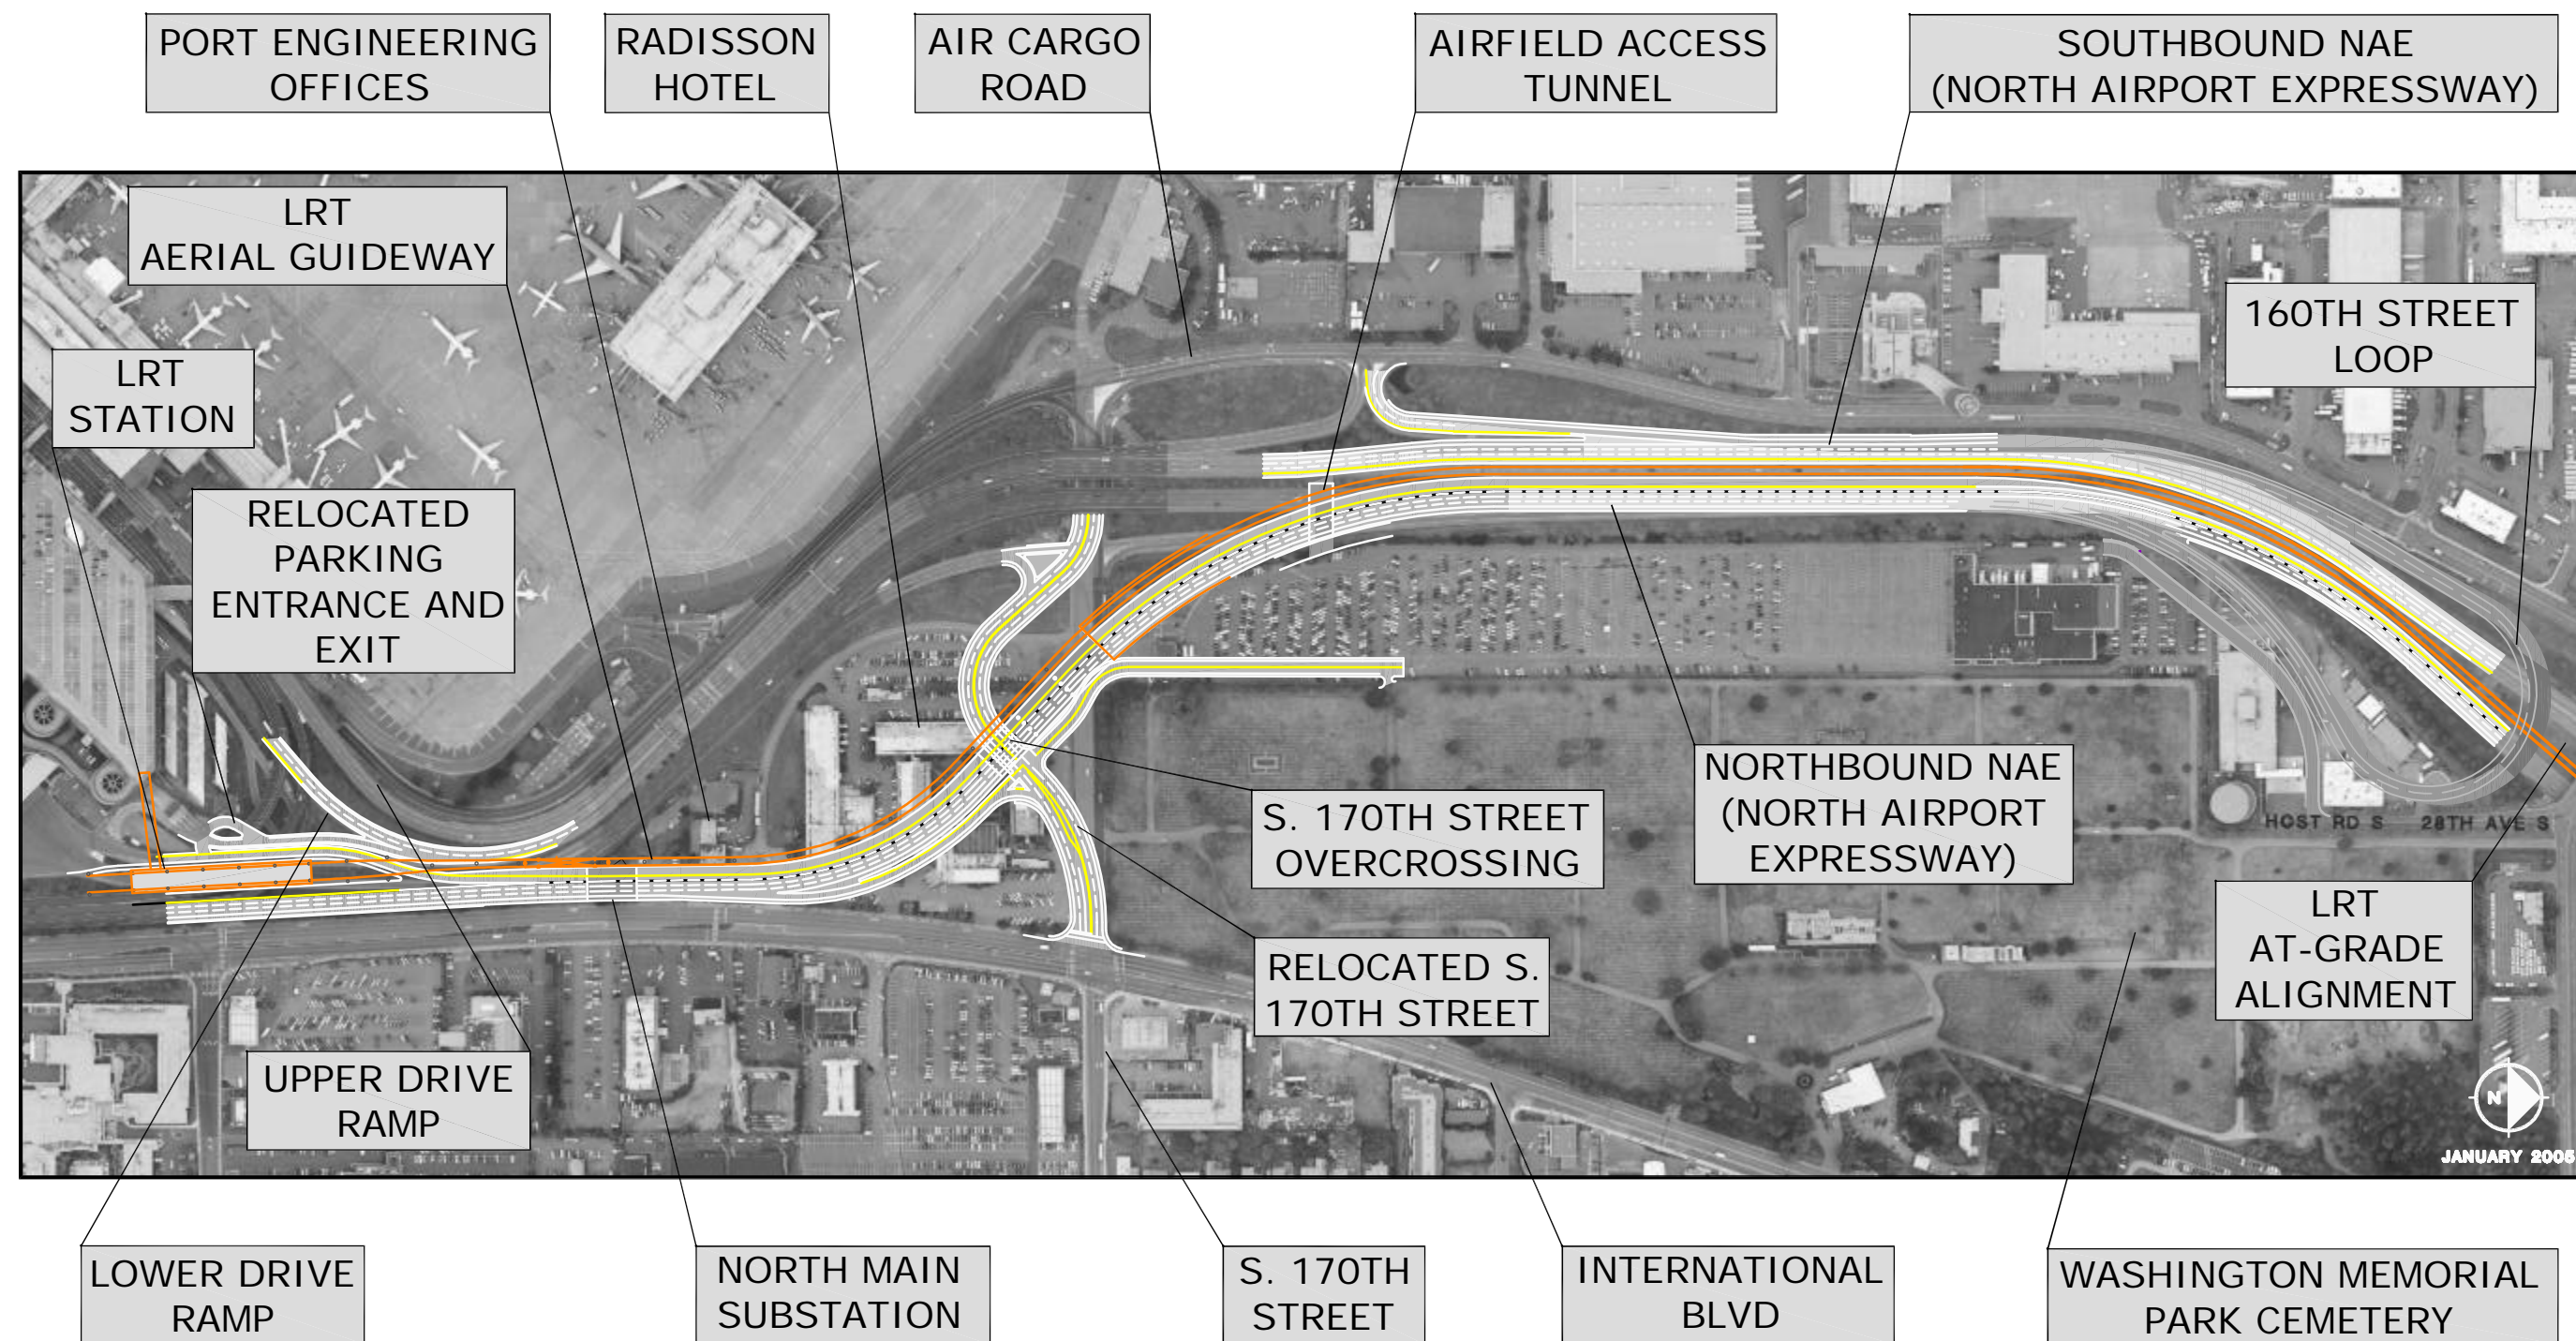 PORT ENGINEERING
OFFICES
RADISSON
HOTEL
AIR CARGO
ROAD
AIRFIELD ACCESS
TUNNEL
SOUTHBOUND NAE
(NORTH AIRPORT EXPRESSWAY)
LRT
AERIAL GUIDEWAY
160TH STREET
LOOP
LRT
STATION
RELOCATED
PARKING
ENTRANCE AND
EXIT
NORTHBOUND NAE
(NORTH AIRPORT
EXPRESSWAY)
S. 170TH STREET
OVERCROSSING
HOST RD S
28TH AVE S
LRT
AT-GRADE
ALIGNMENT
RELOCATED S.
170TH STREET
UPPER DRIVE
RAMP
N
JANUARY 2005
LOWER DRIVE
RAMP
NORTH MAIN
SUBSTATION
S. 170TH
STREET
INTERNATIONAL
BLVD
WASHINGTON MEMORIAL
PARK CEMETERY